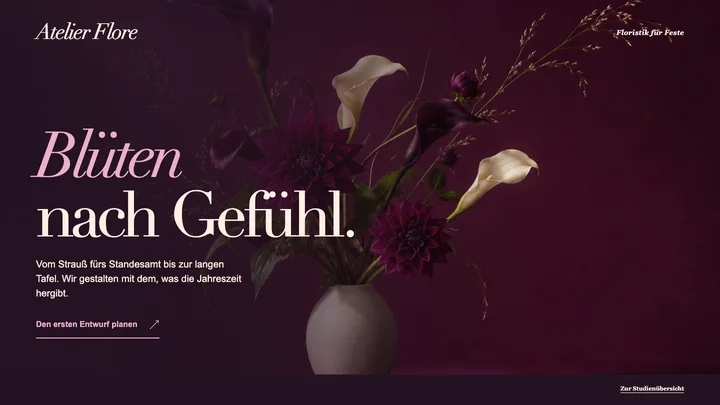 Atelier Flore
Floristik für Feste
Blüten
nach Gefühl.
Vom Strauß fürs Standesamt bis zur langen
Tafel. Wir gestalten mit dem, was die Jahreszeit
hergibt.
Den ersten Entwurf planen
Zur Studienübersicht